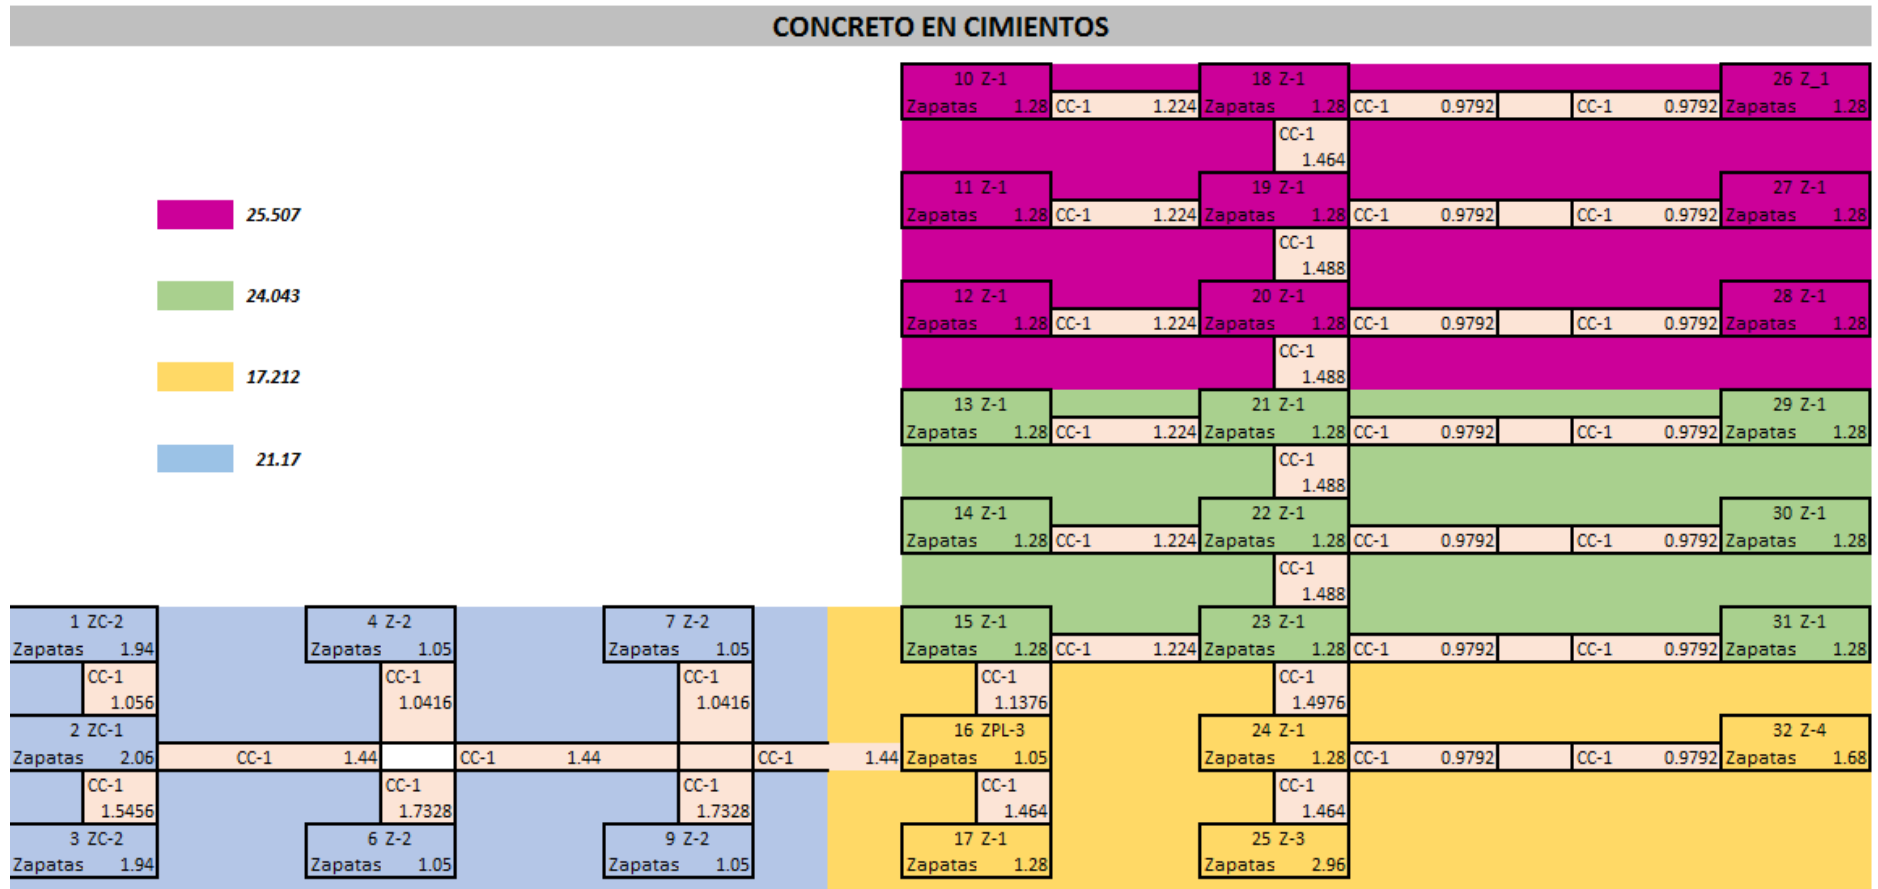 CONCRETO EN CIMIENTOS
10 Z-1 18 Z-1 26 Z_1
Zapatas 1.28 CC-1 1.224 Zapatas 1.28 CC-1 0.9792 CC-1 0.9792 Zapatas 1.28
CC-1
1.464
11 Z-1 19 Z-1 27 Z-1
25.507 Zapatas 1.28 CC-1 1.224 Zapatas 1.28 CC-1 0.9792 CC-1 0.9792 Zapatas 1.28
CC-1
1.488
24.043 12 Z-1 20 Z-1 28 Z-1
Zapatas 1.28 CC-1 1.224 Zapatas 1.28 CC-1 0.9792 CC-1 0.9792 Zapatas 1.28
CC-1
17.212 1.488
13 Z-1 21 Z-1 29 Z-1
Zapatas 1.28 CC-1 1.224 Zapatas 1.28 CC-1 0.9792 CC-1 0.9792 Zapatas 1.28
21.17 CC-1
1.488
14 Z-1 22 Z-1 30 Z-1
Zapatas 1.28 CC-1 1.224 Zapatas 1.28 CC-1 0.9792 CC-1 0.9792 Zapatas 1.28
CC-1
1.488
1 ZC-2 4 Z-2 7 Z-2 15 Z-1 23 Z-1 31 Z-1
Zapatas 1.94 Zapatas 1.05 Zapatas 1.05 Zapatas 1.28 CC-1 1.224 Zapatas 1.28 CC-1 0.9792 CC-1 0.9792 Zapatas 1.28
CC-1 CC-1 CC-1 CC-1 CC-1
1.056 1.0416 1.0416 1.1376 1.4976
2 ZC-1 16 ZPL-3 24 Z-1 32 Z-4
Zapatas 2.06 CC-1 1.44 CC-1 1.44 CC-1 1.44 Zapatas 1.05 Zapatas 1.28 CC-1 0.9792 CC-1 0.9792 Zapatas 1.68
CC-1 CC-1 CC-1 CC-1 CC-1
1.5456 1.7328 1.7328 1.464 1.464
3 ZC-2 6 Z-2 9 Z-2 17 Z-1 25 Z-3
Zapatas 1.94 Zapatas 1.05 Zapatas 1.05 Zapatas 1.28 Zapatas 2.96